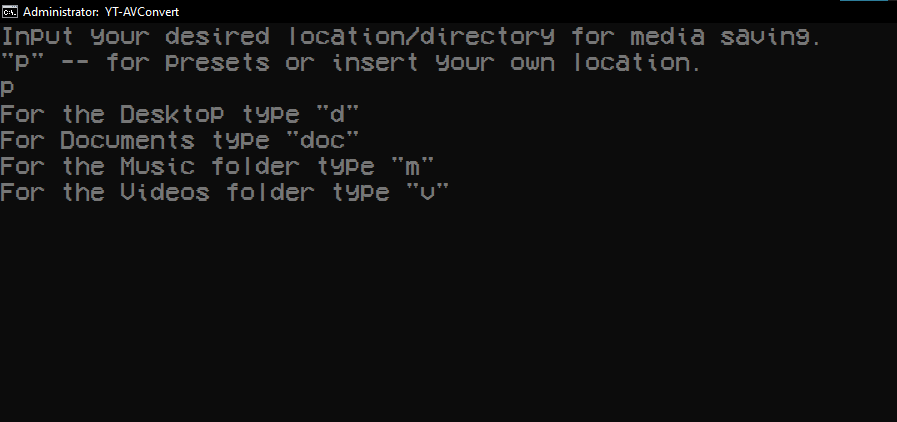 Administrator: YT-AVConvert
Input your desired location/directory for media saving.
"p" -- for presets or insert your own location.
p
For the Desktop type "d"
For Documents type "doc"
For the Music folder type "m"
For the Videos folder type "v"